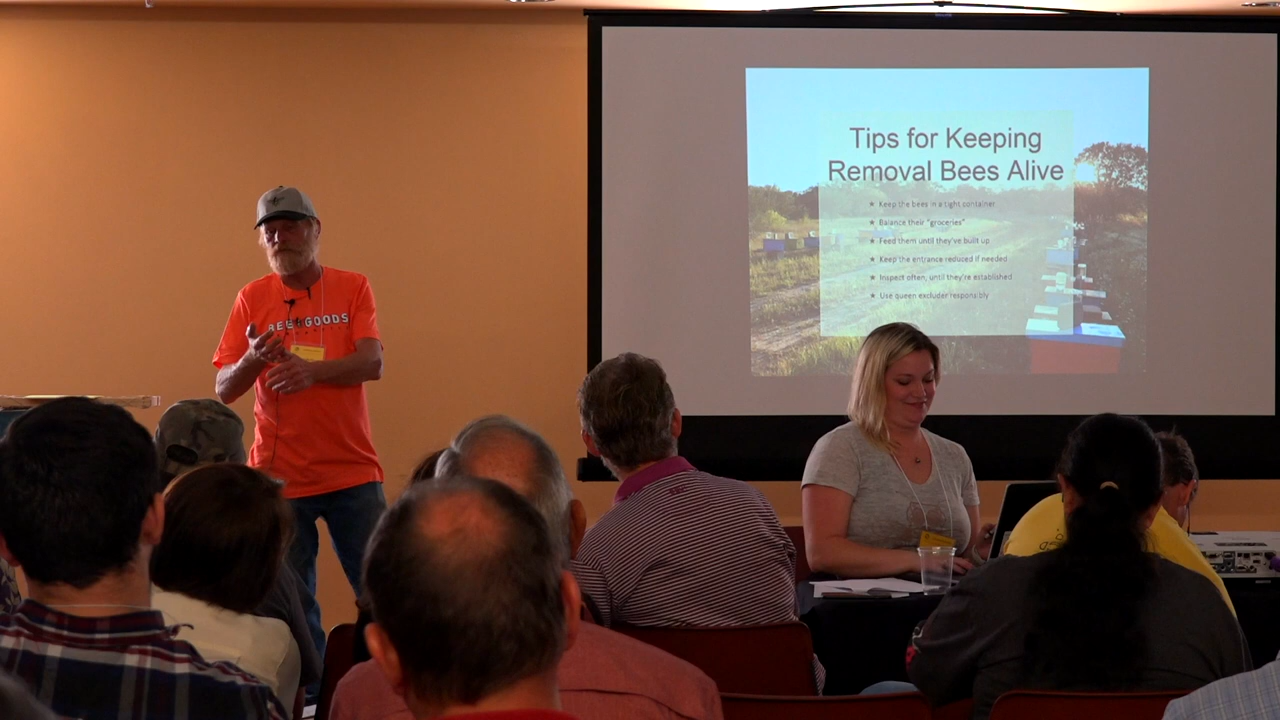 Tips for Keeping
Removal Bees Alive
★ Keep the bees in a tight container
★ Balance their "groceries"
★ Feed them until they've built up
★ Keep the entrance reduced if needed
★ Inspect often, until they're established
★ Use queen excluder responsibly
BEE GOODS